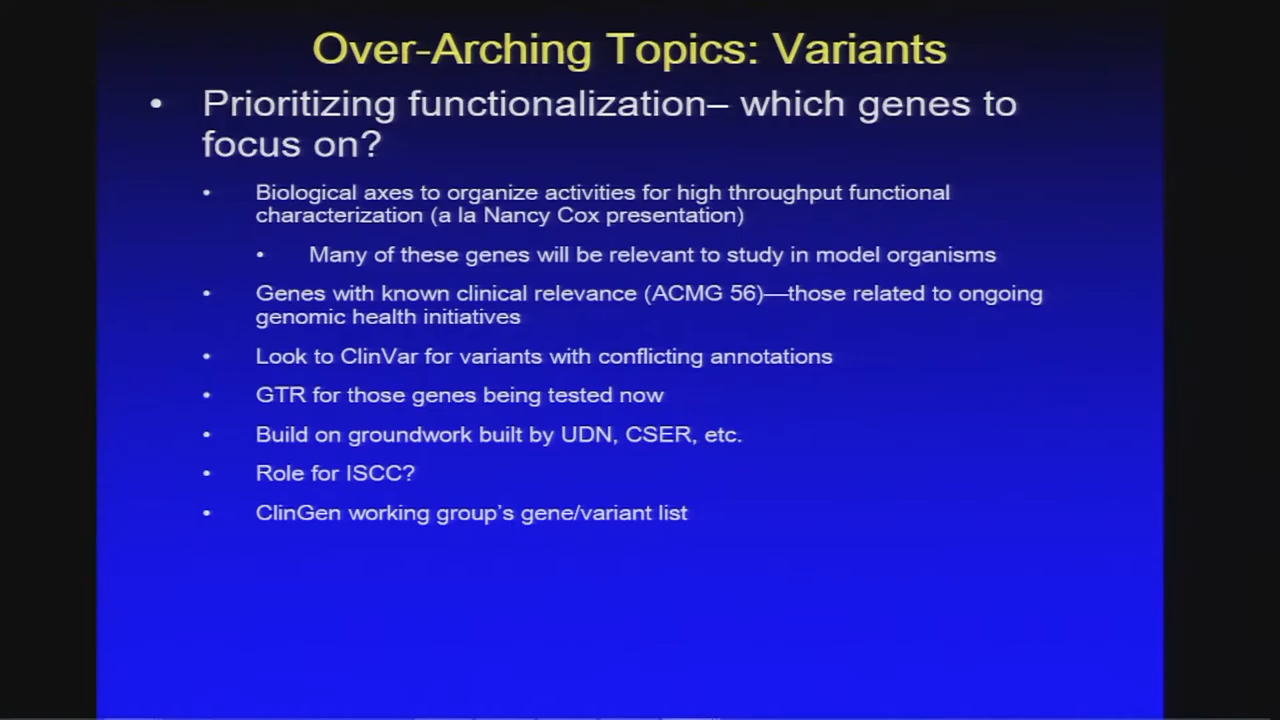 Over-Arching Topics: Variants
• Prioritizing functionalization– which genes to
focus on?
• Biological axes to organize activities for high throughput functional
characterization (a la Nancy Cox presentation)
• Many of these genes will be relevant to study in model organisms
• Genes with known clinical relevance (ACMG 56)—those related to ongoing
genomic health initiatives
• Look to ClinVar for variants with conflicting annotations
• GTR for those genes being tested now
• Build on groundwork built by UDN, CSER, etc.
• Role for ISCC?
• ClinGen working group’s gene/variant list